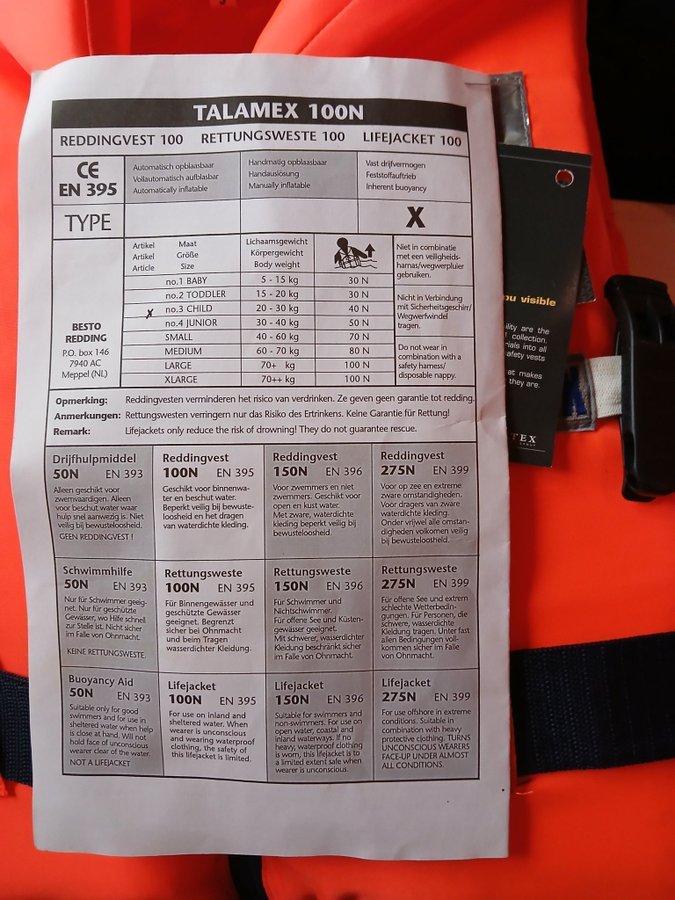 TALAMEX 100N
REDDINGVEST 100 RETTUNGSWESTE 100 LIFEJACKET 100
CE
EN 395
Automatisch opblaasbaar
Vollautomatisch aufblasbar
Automatically inflatable
Handmatig opblaasbaar
Handauslösung
Manually inflatable
Vast drijfvermogen
Feststoffauftrieb
Inherent buoyancy
TYPE X
BESTO
REDDING
P.O. box 146
7940 AC
Meppel (NL)
Artikel Maat Lichaamsgewicht
Artikel Größe Körpergewicht
Article Size Body weight
no.1 BABY 5 - 15 kg 30 N
no.2 TODDLER 15 - 20 kg 30 N
x no.3 CHILD 20 - 30 kg 40 N
no.4 JUNIOR 30 - 40 kg 50 N
SMALL 40 - 60 kg 70 N
MEDIUM 60 - 70 kg 80 N
LARGE 70+ kg 100 N
XLARGE 70++ kg 100 N
Niet in combinatie
met een veiligheids-
harnas/wegwerpluier
gebruiken.
Nicht in Verbindung
mit Sicherheitsgeschirr/
Wegwerfwindel
tragen.
Do not wear in
combination with a
safety harness/
disposable nappy.
Opmerking: Reddingvesten verminderen het risico van verdrinken. Ze geven geen garantie tot redding.
Anmerkungen: Rettungswesten verringern nur das Risiko des Ertrinkens. Keine Garantie für Rettung!
Remark: Lifejackets only reduce the risk of drowning! They do not guarantee rescue.
Drijfhulpmiddel
50N EN 393
Alleen geschikt voor
zwemvaardigen. Alleen
voor beschut water waar
hulp snel aanwezig is. Niet
veilig bij bewusteloosheid.
GEEN REDDINGVEST !
Reddingvest
100N EN 395
Geschikt voor binnenwa-
ter en beschut water.
Beperkt veilig bij bewuste-
loosheid en het dragen
van waterdichte kleding.
Reddingvest
150N EN 396
Voor zwemmers en niet
zwemmers. Geschikt voor
open en kust water.
Met zware, waterdichte
kleding beperkt veilig bij
bewusteloosheid.
Reddingvest
275N EN 399
Voor op zee en extreme
zware omstandigheden.
Voor dragers van zware
waterdichte kleding.
Onder vrijwel alle omstan-
digheden volkomen veilig
bij bewusteloosheid.
Schwimmhilfe
50N EN 393
Nur für Schwimmer geeig-
net. Nur für geschützte
Gewässer, wo Hilfe schnell
zur Stelle ist. Nicht sicher
im Falle von Ohnmacht.
KEINE RETTUNGSWESTE.
Rettungsweste
100N EN 395
Für Binnengewässer und
geschützte Gewässer
geeignet. Begrenzt
sicher bei Ohnmacht
und beim Tragen
wasserdichter Kleidung.
Rettungsweste
150N EN 396
Für Schwimmer und
Nichtschwimmer.
Für offene See und Küsten-
gewässer geeignet.
Mit schwerer, wasserdichter
Kleidung beschränkt sicher
im Falle von Ohnmacht.
Rettungsweste
275N EN 399
Für offene See und extrem
schlechte Wetterbedin-
gungen. Für Personen, die
schwere, wasserdichte
Kleidung tragen. Unter fast
allen Bedingungen voll-
kommen sicher im Falle
von Ohnmacht.
Buoyancy Aid
50N EN 393
Suitable only for good
swimmers and for use in
sheltered water when help
is close at hand. Will not
hold face of unconscious
wearer clear of the water.
NOT A LIFEJACKET
Lifejacket
100N EN 395
For use on inland and
sheltered water. When
wearer is unconscious
and wearing waterproof
clothing, the safety of
this lifejacket is limited.
Lifejacket
150N EN 396
Suitable for swimmers and
non-swimmers. For use on
open water, coastal and
inland waterways. If no
heavy, waterproof clothing
is worn, this lifejacket is to
a limited extent safe when
wearer is unconscious.
Lifejacket
275N EN 399
For use offshore in extreme
conditions. Suitable in
combination with heavy
protective clothing. TURNS
UNCONSCIOUS WEARERS
FACE-UP UNDER ALMOST
ALL CONDITIONS.
ou visible
ility are the
collection.
ials into all
afety vests
at makes
they are.
TEX